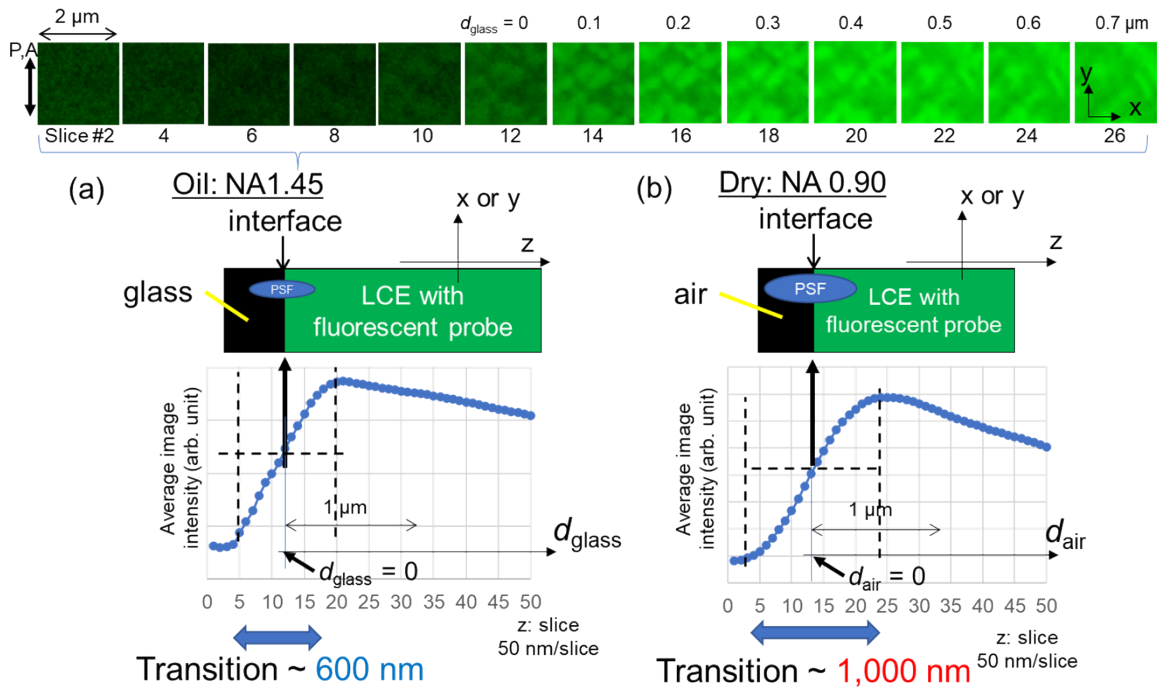 2 µm
d_glass = 0 0.1 0.2 0.3 0.4 0.5 0.6 0.7 µm
P,A
y
x
Slice #2 4 6 8 10 12 14 16 18 20 22 24 26
(a) Oil: NA1.45
interface
x or y
z
glass
PSF
LCE with
fluorescent probe
Average image
intensity (arb. unit)
1 µm
d_glass
d_glass = 0
0 5 10 15 20 25 30 35 40 45 50
z: slice
50 nm/slice
Transition ~ 600 nm
(b) Dry: NA 0.90
interface
x or y
z
air
PSF
LCE with
fluorescent probe
Average image
intensity (arb. unit)
1 µm
d_air
d_air = 0
0 5 10 15 20 25 30 35 40 45 50
z: slice
50 nm/slice
Transition ~ 1,000 nm